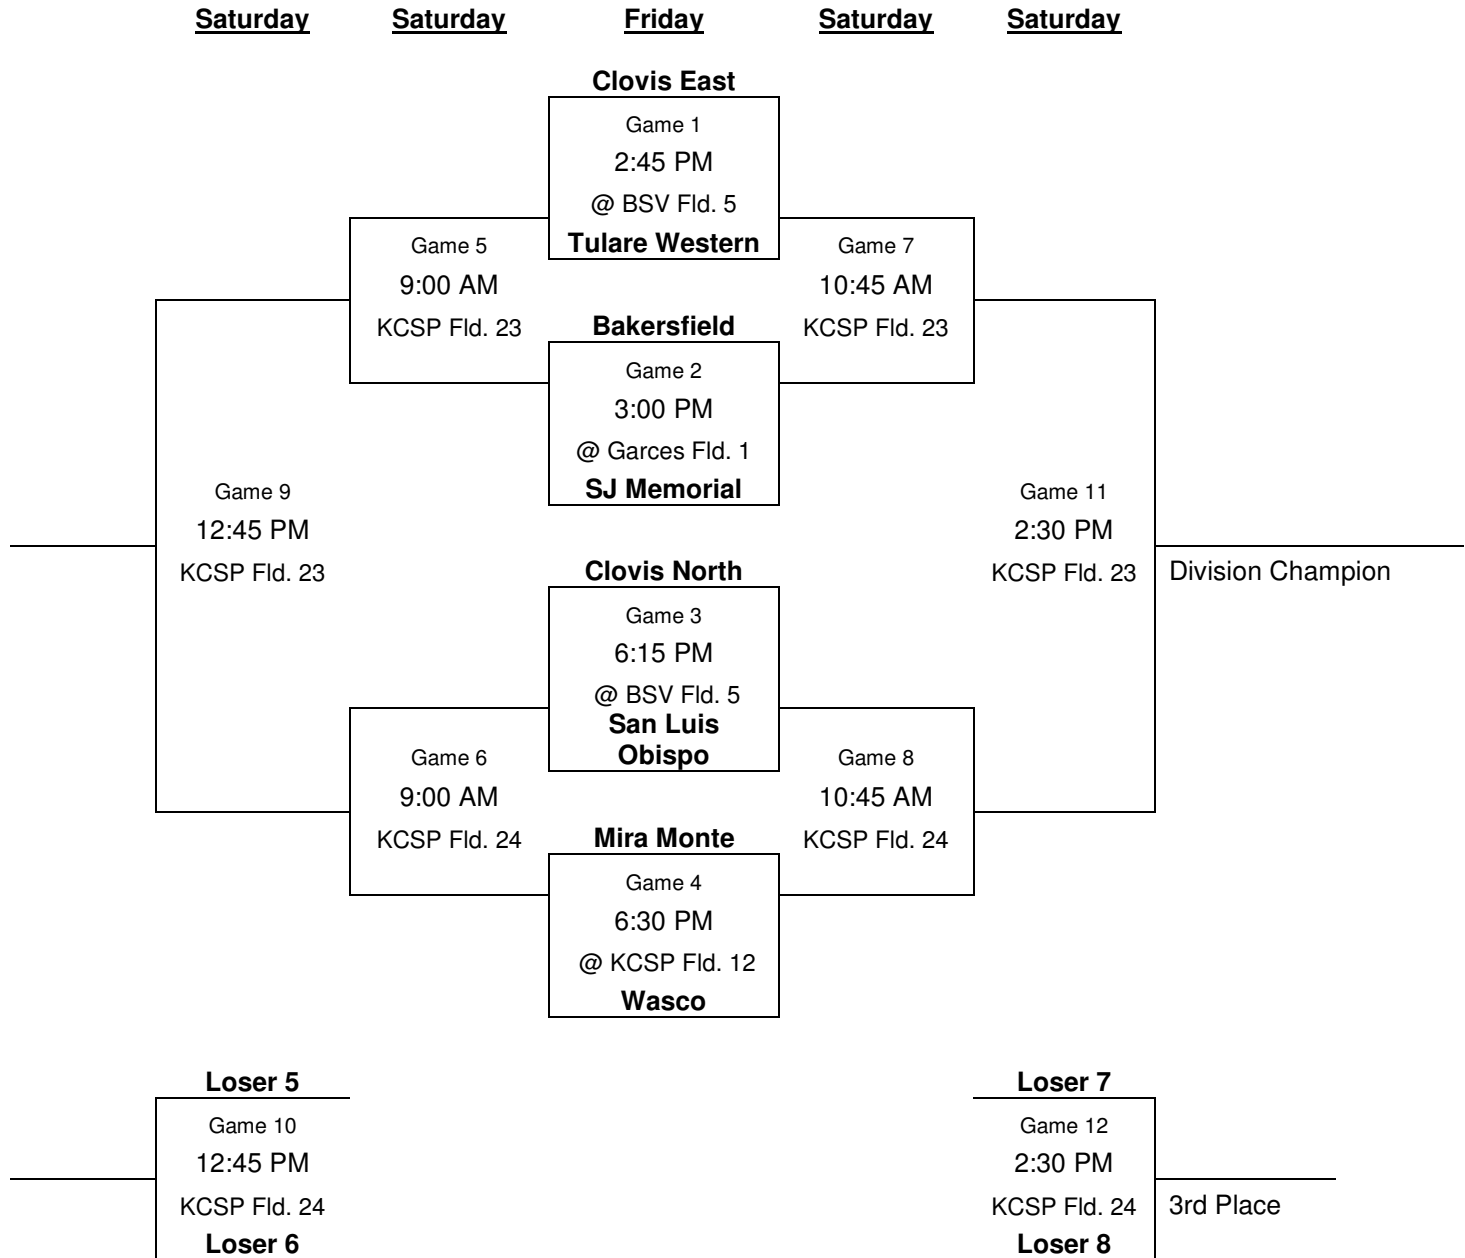 Saturday Saturday Friday Saturday Saturday
Clovis East
Game 1
2:45 PM
@ BSV Fld. 5
Tulare Western
Game 5
9:00 AM
KCSP Fld. 23
Game 7
10:45 AM
KCSP Fld. 23
Bakersfield
Game 2
3:00 PM
@ Garces Fld. 1
SJ Memorial
Game 9
12:45 PM
KCSP Fld. 23
Game 11
2:30 PM
KCSP Fld. 23
Division Champion
Clovis North
Game 3
6:15 PM
@ BSV Fld. 5
San Luis
Obispo
Game 6
9:00 AM
KCSP Fld. 24
Game 8
10:45 AM
KCSP Fld. 24
Mira Monte
Game 4
6:30 PM
@ KCSP Fld. 12
Wasco
Loser 5
Game 10
12:45 PM
KCSP Fld. 24
Loser 6
Loser 7
Game 12
2:30 PM
KCSP Fld. 24
3rd Place
Loser 8